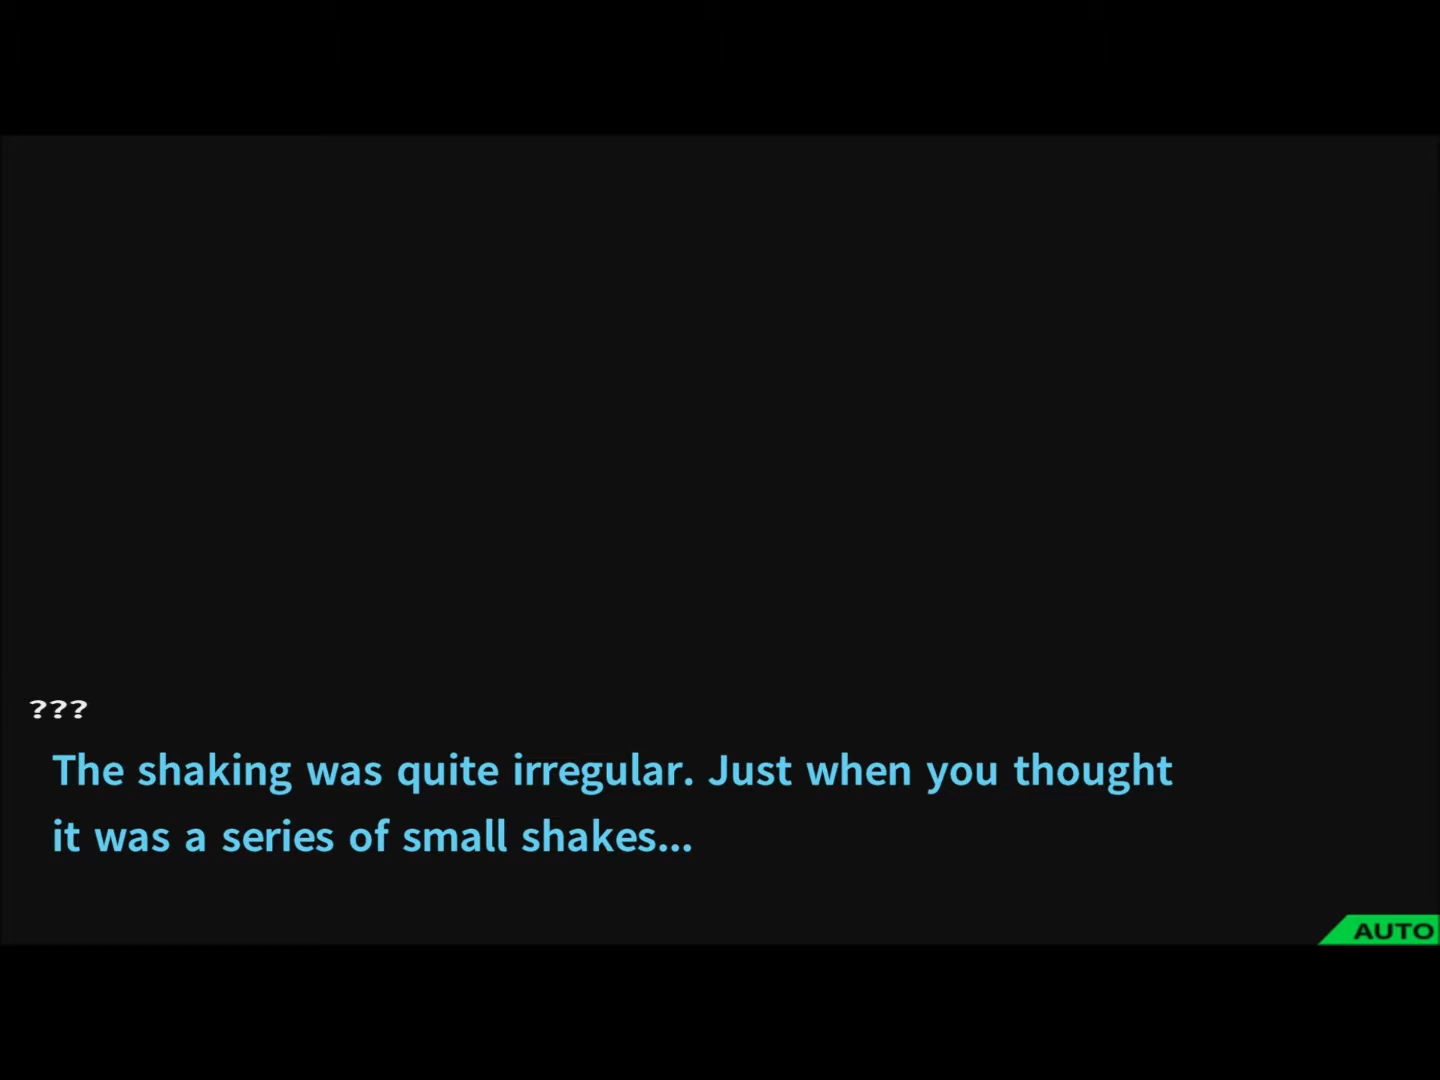 ???
The shaking was quite irregular. Just when you thought
it was a series of small shakes...
AUTO